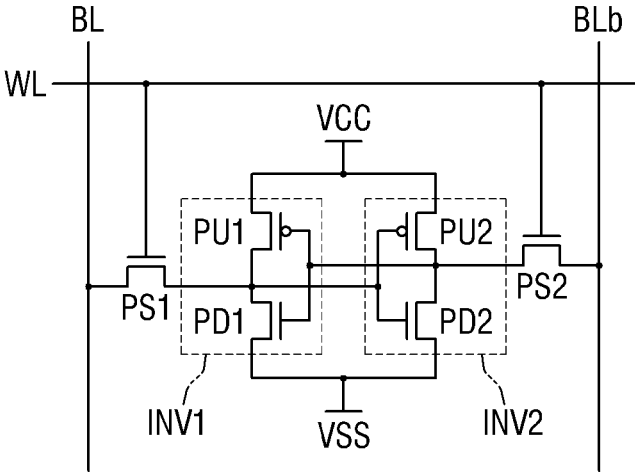 BL
BLb
WL
VCC
PU1
PU2
PS1
PS2
PD1
PD2
INV1
VSS
INV2